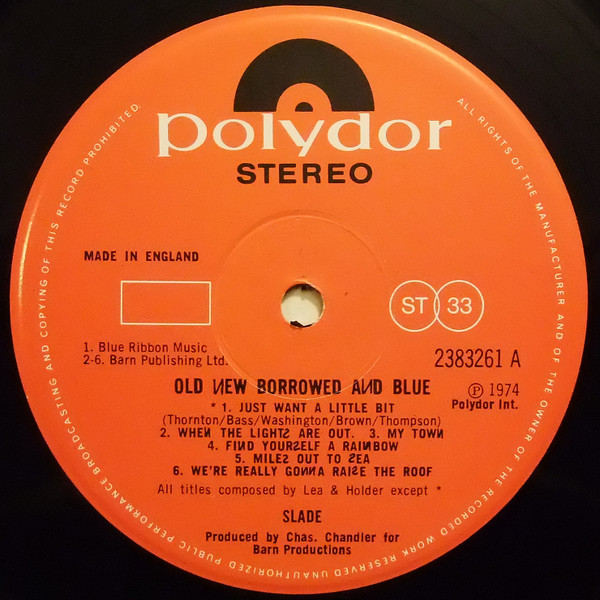 polydor
STEREO
MADE IN ENGLAND
ST 33
1. Blue Ribbon Music
2-6. Barn Publishing Ltd.
2383261 A
℗ 1974
Polydor Int.
OLD NEW BORROWED AND BLUE
* 1. JUST WANT A LITTLE BIT
(Thornton/Bass/Washington/Brown/Thompson)
2. WHEN THE LIGHTS ARE OUT. 3. MY TOWN
4. FIND YOURSELF A RAINBOW
5. MILES OUT TO SEA
6. WE'RE REALLY GONNA RAISE THE ROOF
All titles composed by Lea & Holder except *
SLADE
Produced by Chas. Chandler for
Barn Productions
ALL RIGHTS OF THE MANUFACTURER AND OF THE OWNER OF THE RECORDED WORK RESERVED UNAUTHORIZED PUBLIC PERFORMANCE BROADCASTING AND COPYING OF THIS RECORD PROHIBITED.